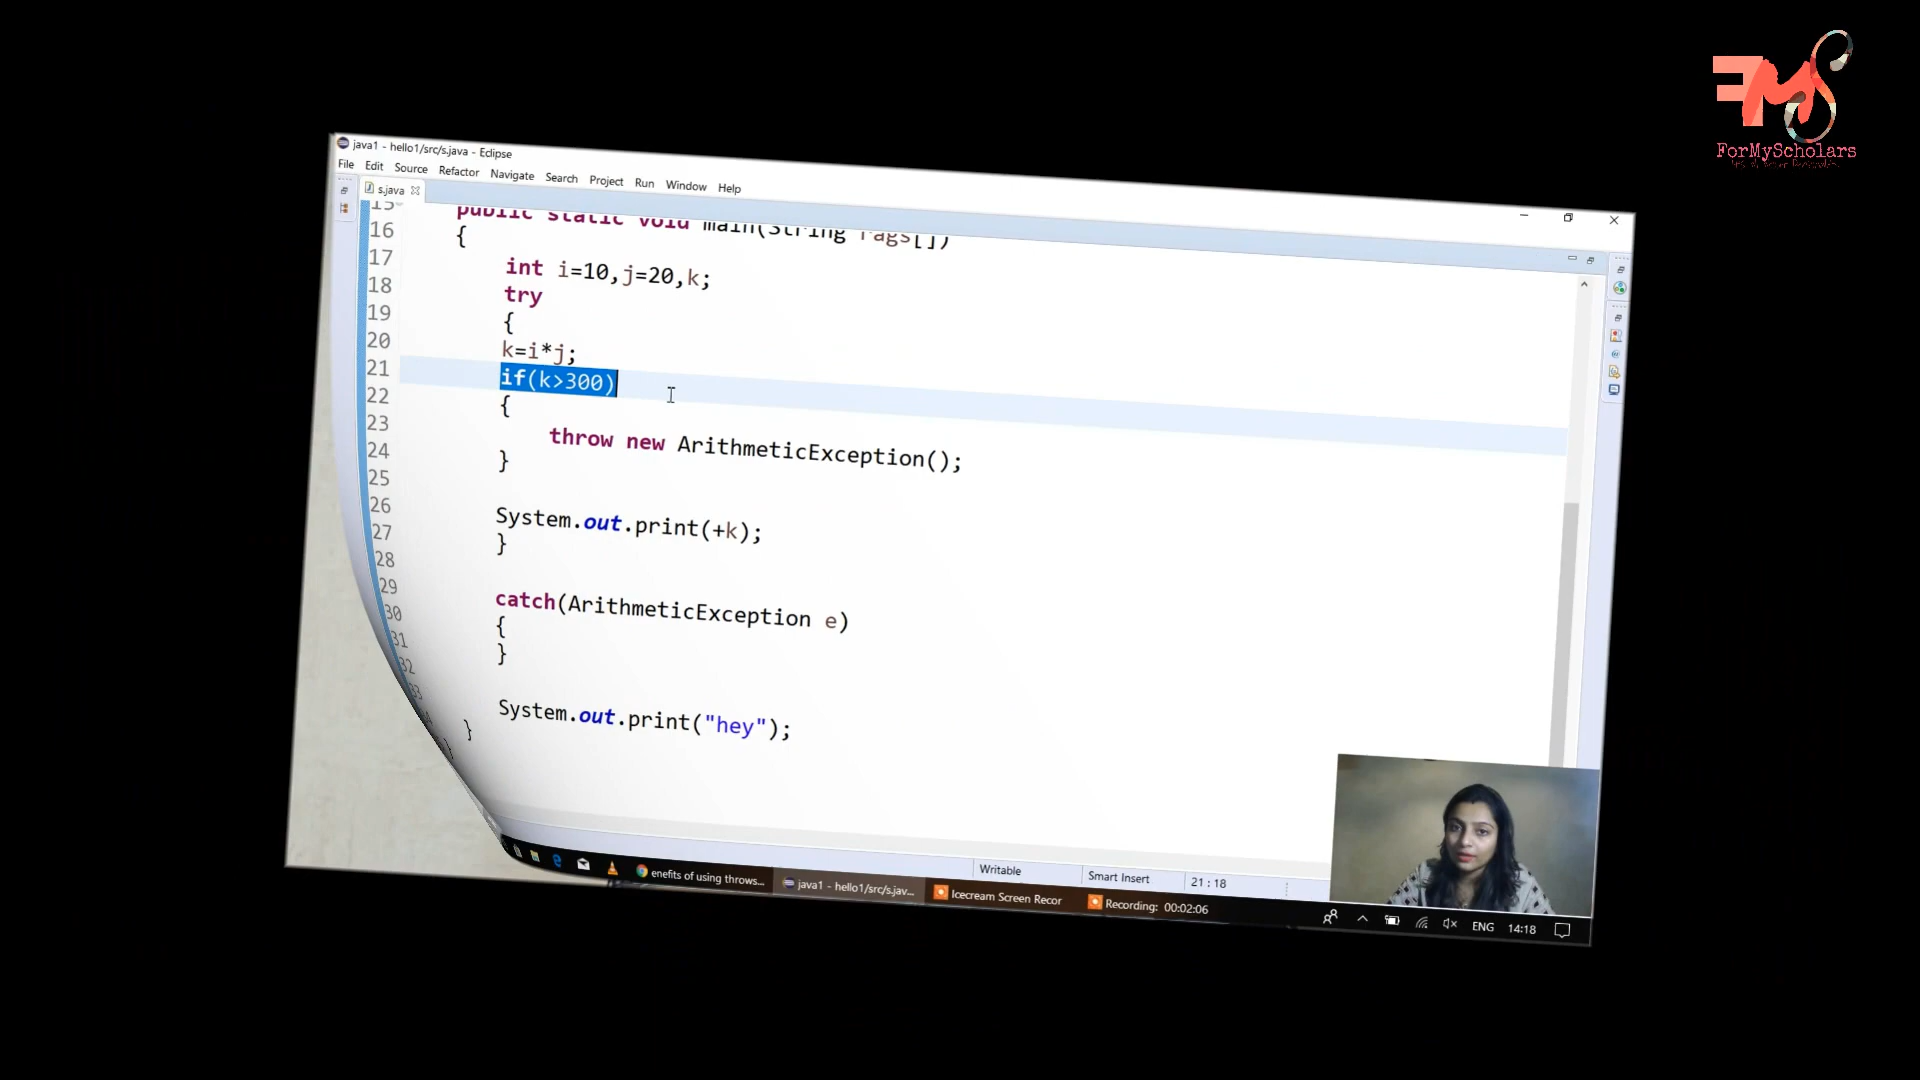 FMS
ForMyScholars
java1 - hello1/src/s.java - Eclipse
File Edit Source Refactor Navigate Search Project Run Window Help
s.java
15 public static void main(String rags[])
16 {
17 int i=10,j=20,k;
18 try
19 {
20 k=i*j;
21 if(k>300)
22 {
23 throw new ArithmeticException();
24 }
25
26 System.out.print(+k);
27 }
28
29 catch(ArithmeticException e)
30 {
31 }
32
33 System.out.print("hey");
}
}
Writable Smart Insert 21 : 18
enefits of using throws... java1 - hello1/src/s.jav... Icecream Screen Recor Recording: 00:02:06 ENG 14:18